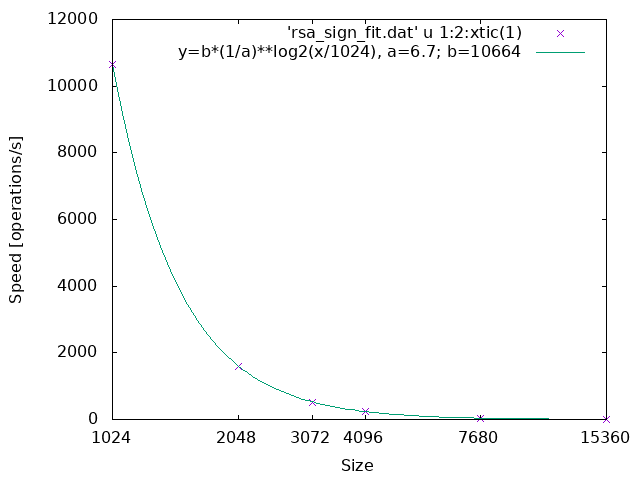 'rsa_sign_fit.dat' u 1:2:xtic(1)
y=b*(1/a)**log2(x/1024), a=6.7; b=10664
12000
10000
8000
6000
4000
2000
0
Speed [operations/s]
1024 2048 3072 4096 7680 15360
Size